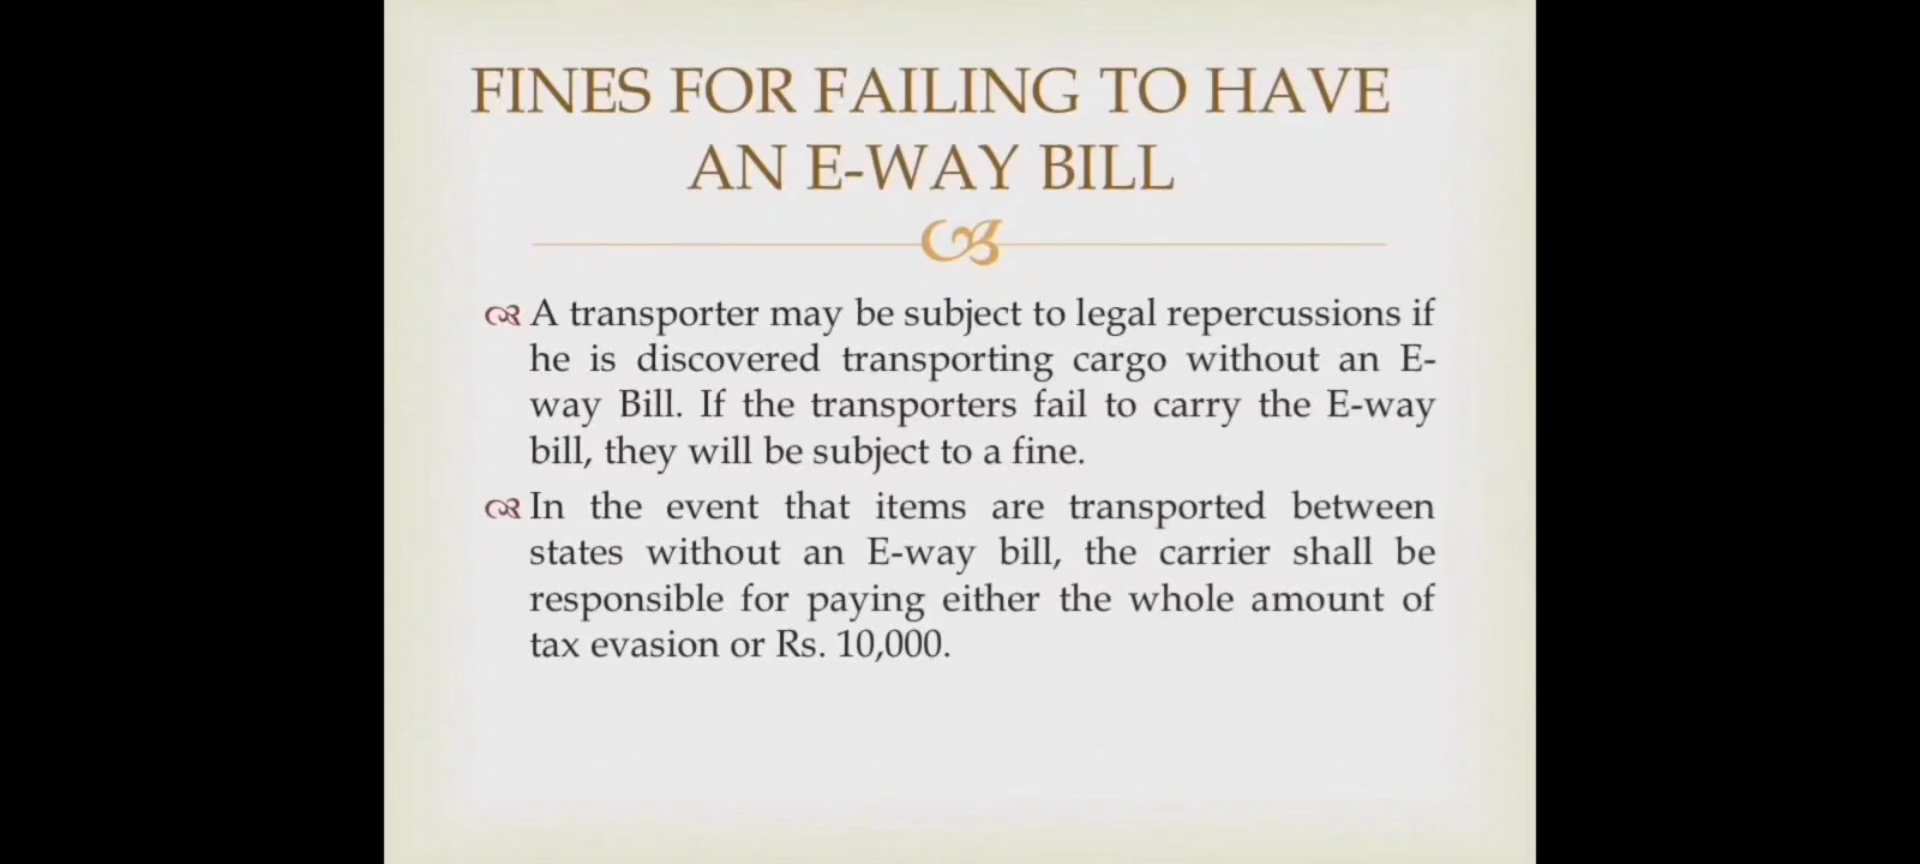 FINES FOR FAILING TO HAVE
AN E-WAY BILL
A transporter may be subject to legal repercussions if
he is discovered transporting cargo without an E-
way Bill. If the transporters fail to carry the E-way
bill, they will be subject to a fine.
In the event that items are transported between
states without an E-way bill, the carrier shall be
responsible for paying either the whole amount of
tax evasion or Rs. 10,000.